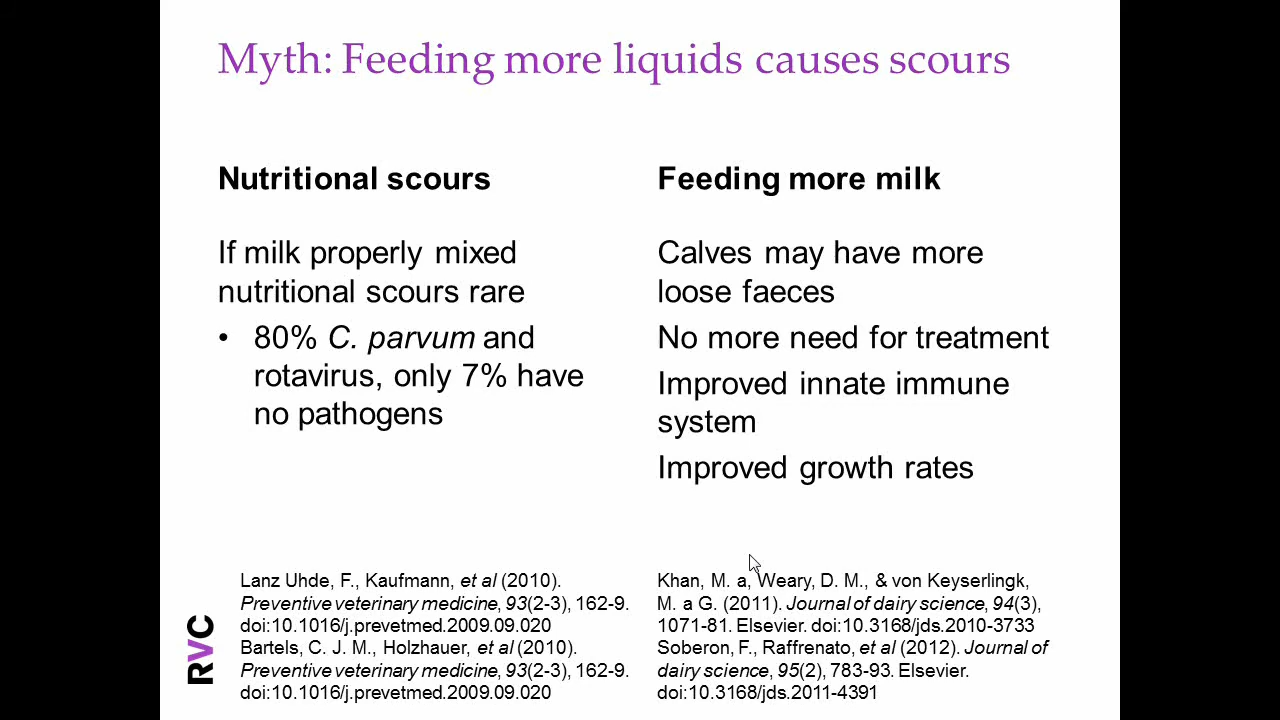 Myth: Feeding more liquids causes scours
Nutritional scours
If milk properly mixed
nutritional scours rare
• 80% C. parvum and
rotavirus, only 7% have
no pathogens
Feeding more milk
Calves may have more
loose faeces
No more need for treatment
Improved innate immune
system
Improved growth rates
Lanz Uhde, F., Kaufmann, et al (2010).
Preventive veterinary medicine, 93(2-3), 162-9.
doi:10.1016/j.prevetmed.2009.09.020
Bartels, C. J. M., Holzhauer, et al (2010).
Preventive veterinary medicine, 93(2-3), 162-9.
doi:10.1016/j.prevetmed.2009.09.020
Khan, M. a, Weary, D. M., & von Keyserlingk,
M. a G. (2011). Journal of dairy science, 94(3),
1071-81. Elsevier. doi:10.3168/jds.2010-3733
Soberon, F., Raffrenato, et al (2012). Journal of
dairy science, 95(2), 783-93. Elsevier.
doi:10.3168/jds.2011-4391
RVC